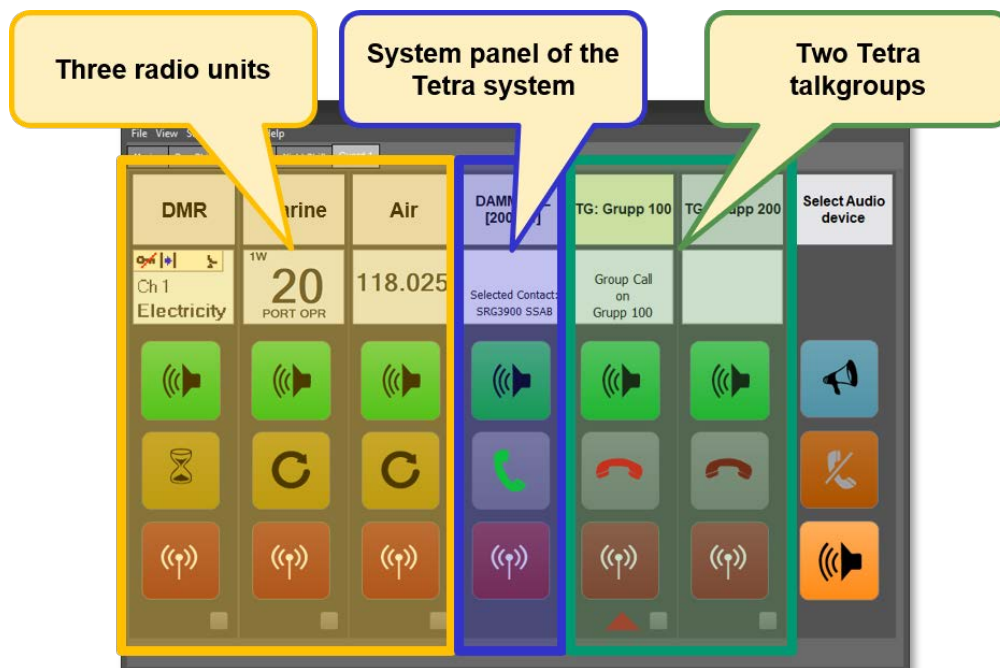 Three radio units
System panel of the
Tetra system
Two Tetra
talkgroups
File View
DMR
Air
TG: Grupp 100
Select Audio
device
Ch 1
Electricity
1W
20
PORT OPR
118.025
Selected Contact:
SRG3900 SSAB
Group Call
on
Grupp 100